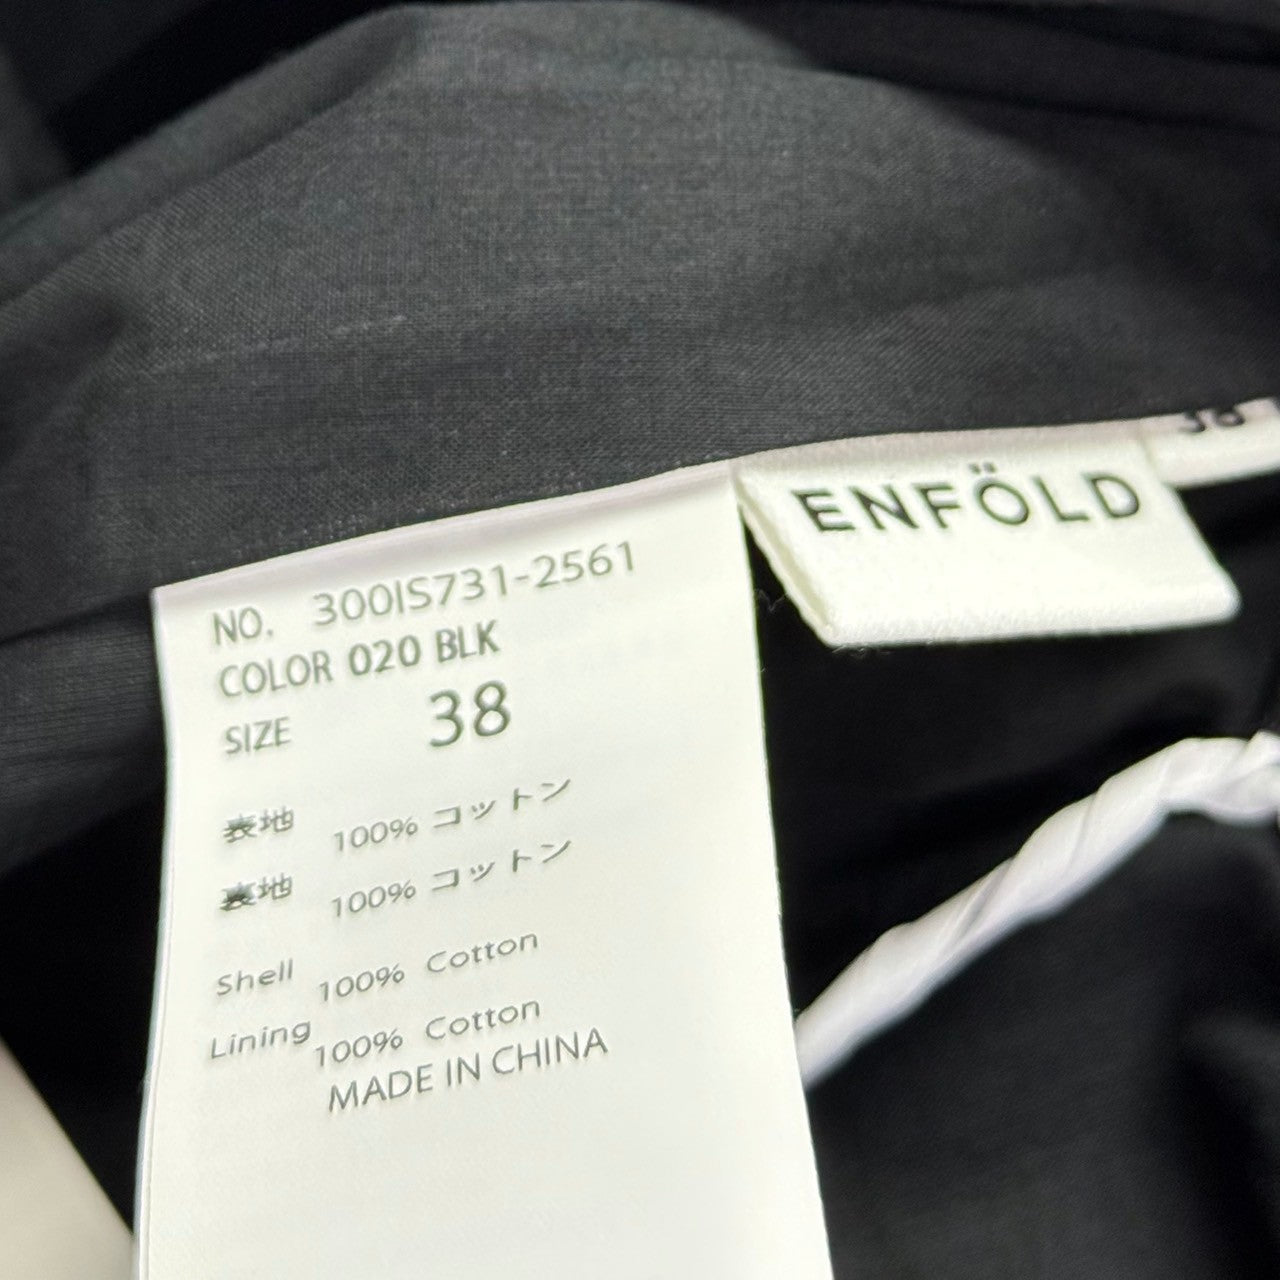 38
ENFÖLD
NO. 300IS731-2561
COLOR 020 BLK
SIZE 38
表地 100% コットン
裏地 100% コットン
Shell 100% Cotton
Lining 100% Cotton
MADE IN CHINA